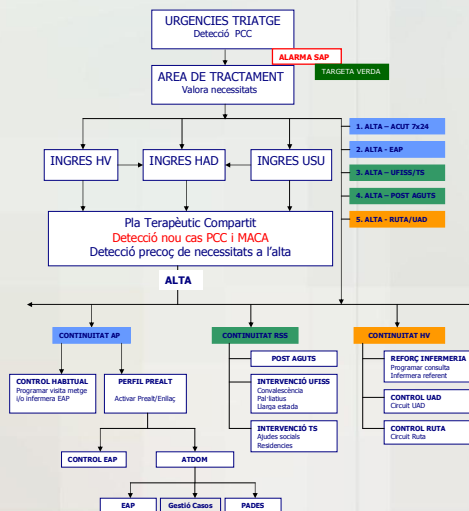 URGENCIES TRIATGE
Detecció PCC
ALARMA SAP
TARGETA VERDA
AREA DE TRACTAMENT
Valora necessitats
1. ALTA – ACUT 7x24
2. ALTA - EAP
3. ALTA – UFISS/TS
4. ALTA – POST AGUTS
5. ALTA - RUTA/UAD
INGRES HV
INGRES HAD
INGRES USU
Pla Terapèutic Compartit
Detecció nou cas PCC i MACA
Detecció precoç de necessitats a l'alta
ALTA
CONTINUITAT AP
CONTINUITAT RSS
CONTINUITAT HV
CONTROL HABITUAL
Programar visita metge
i/o infermera EAP
PERFIL PREALT
Activar Prealt/Enllaç
POST AGUTS
INTERVENCIÓ UFISS
Convalescència
Pal·liatius
Llarga estada
INTERVENCIÓ TS
Ajudes socials
Residencies
REFORÇ INFERMERIA
Programar consulta
Infermera referent
CONTROL UAD
Circuit UAD
CONTROL RUTA
Circuit Ruta
CONTROL EAP
ATDOM
EAP
Gestió Casos
PADES